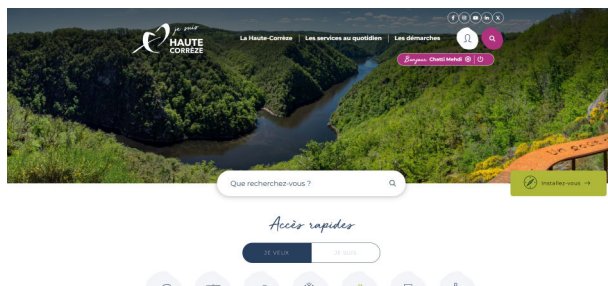 je suis
HAUTE
CORRÈZE
La Haute-Corrèze
Les services au quotidien
Les démarches
Bonjour Chatti Mehdi
Que recherchez-vous ?
Installez-vous →
Accès rapides
JE VEUX
JE SUIS